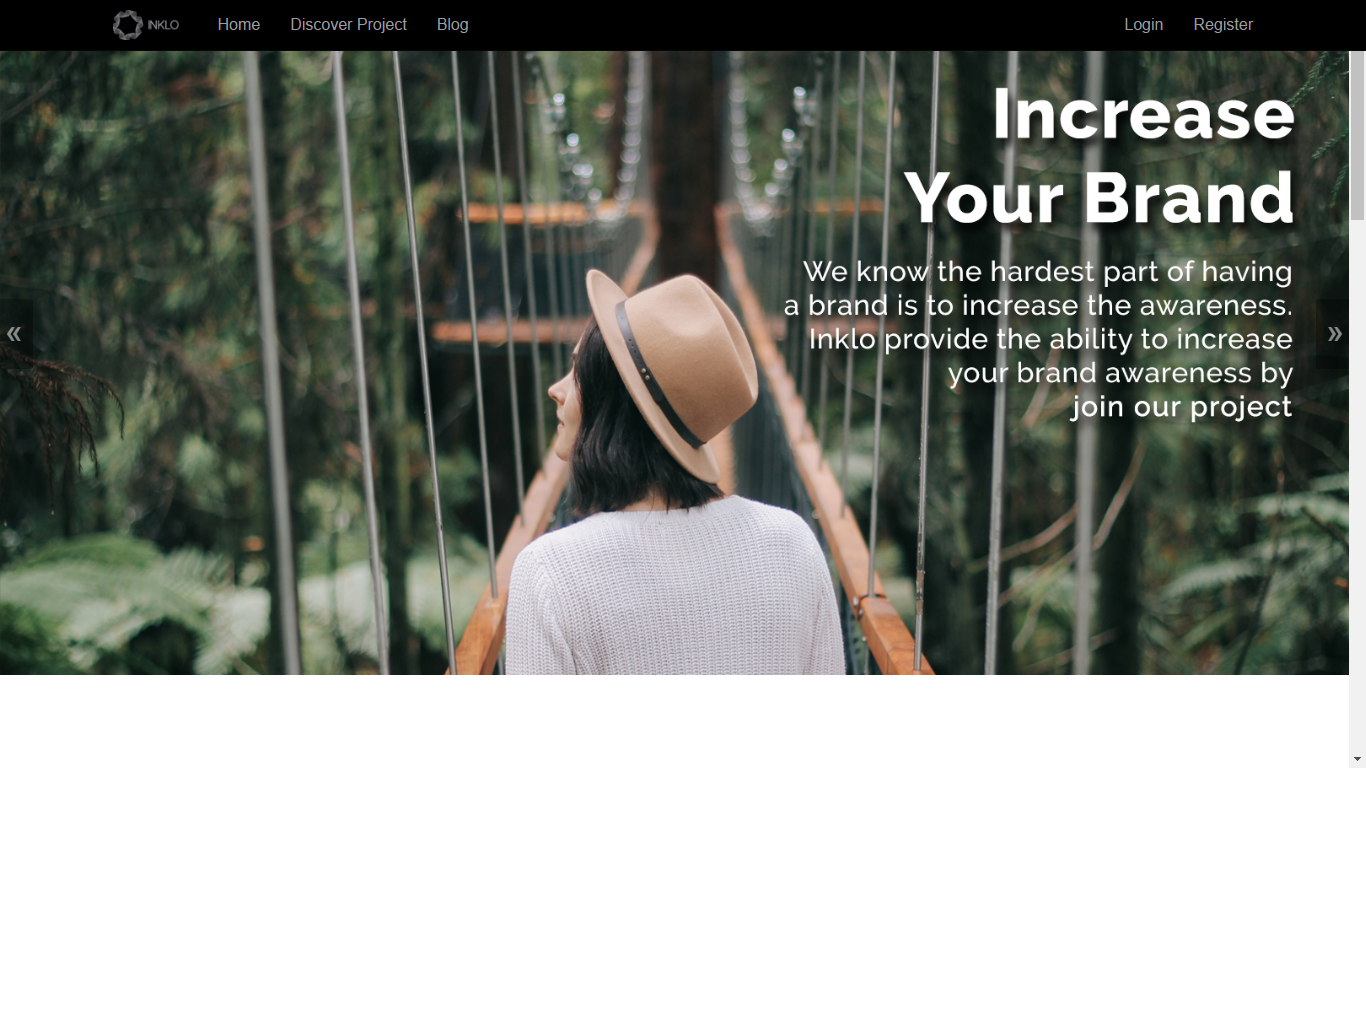 INKLO Home Discover Project Blog Login Register
Increase
Your Brand
We know the hardest part of having
a brand is to increase the awareness.
Inklo provide the ability to increase
your brand awareness by
join our project
« »